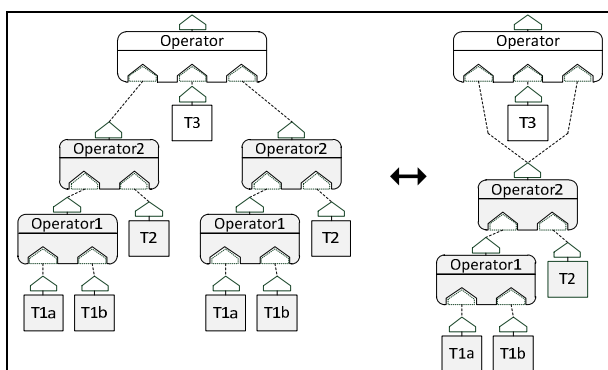 Operator
Operator
T3
T3
Operator2
Operator2
Operator2
Operator1
T2
Operator1
T2
T2
Operator1
T1a
T1b
T1a
T1b
T1a
T1b